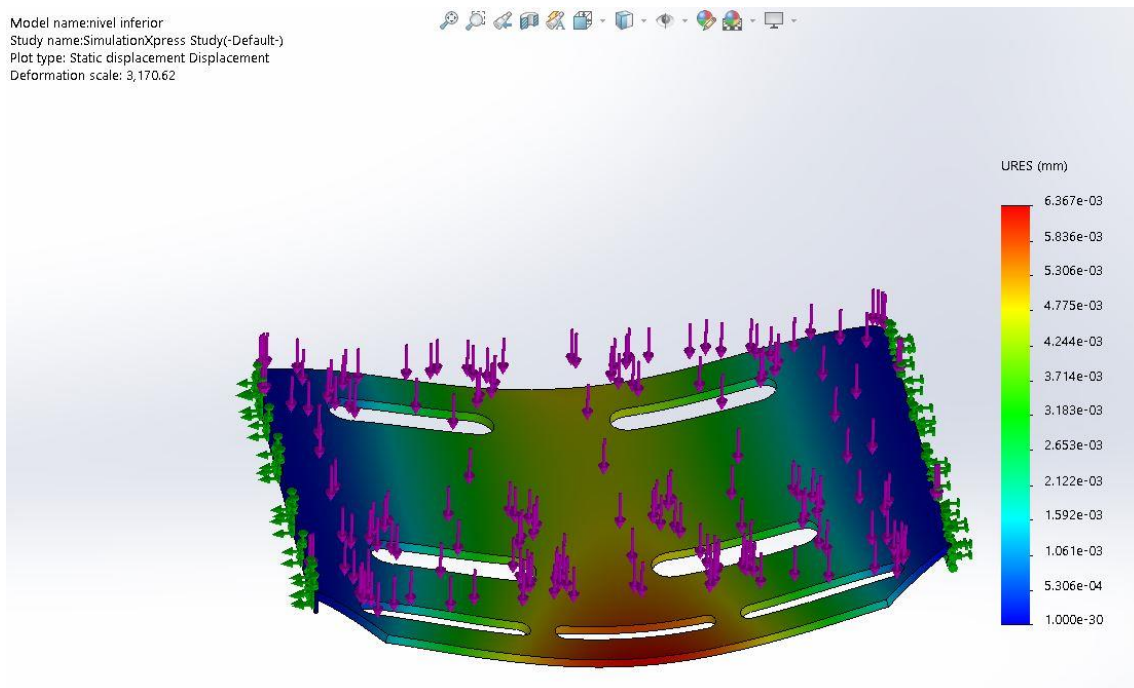 Model name:nivel inferior
Study name:SimulationXpress Study(-Default-)
Plot type: Static displacement Displacement
Deformation scale: 3,170.62
URES (mm)
6.367e-03
5.836e-03
5.306e-03
4.775e-03
4.244e-03
3.714e-03
3.183e-03
2.653e-03
2.122e-03
1.592e-03
1.061e-03
5.306e-04
1.000e-30